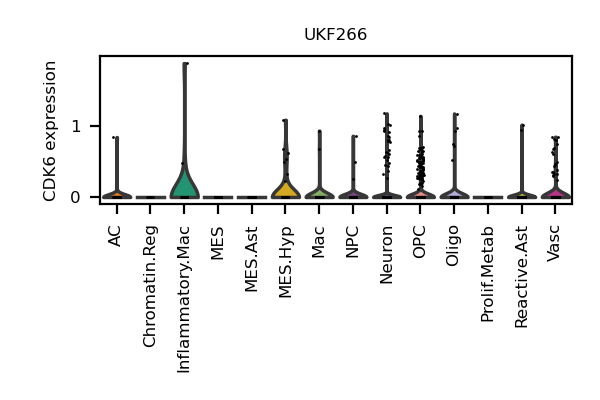 UKF266
CDK6 expression
1
0
AC
Chromatin.Reg
Inflammatory.Mac
MES
MES.Ast
MES.Hyp
Mac
NPC
Neuron
OPC
Oligo
Prolif.Metab
Reactive.Ast
Vasc